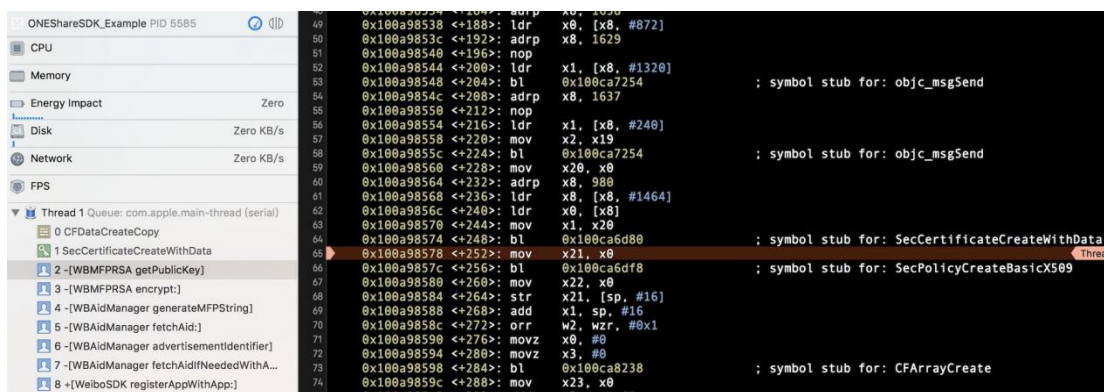 ONEShareSDK_Example PID 5585
CPU
Memory
Energy Impact Zero
Disk Zero KB/s
Network Zero KB/s
FPS
Thread 1 Queue: com.apple.main-thread (serial)
0 CFDataCreateCopy
1 SecCertificateCreateWithData
2 -[WBMFPRSA getPublicKey]
3 -[WBMFPRSA encrypt:]
4 -[WBAidManager generateMFPString]
5 -[WBAidManager fetchAid:]
6 -[WBAidManager advertisementIdentifier]
7 -[WBAidManager fetchAidIfNeededWithA...
8 +[WeiboSDK registerAppWithApp:]
49 0x100a98538 <+188>: ldr x0, [x8, #872]
50 0x100a9853c <+192>: adrp x8, 1629
51 0x100a98540 <+196>: nop
52 0x100a98544 <+200>: ldr x1, [x8, #1320]
53 0x100a98548 <+204>: bl 0x100ca7254 ; symbol stub for: objc_msgSend
54 0x100a9854c <+208>: adrp x8, 1637
55 0x100a98550 <+212>: nop
56 0x100a98554 <+216>: ldr x1, [x8, #240]
57 0x100a98558 <+220>: mov x2, x19
58 0x100a9855c <+224>: bl 0x100ca7254 ; symbol stub for: objc_msgSend
59 0x100a98560 <+228>: mov x20, x0
60 0x100a98564 <+232>: adrp x8, 980
61 0x100a98568 <+236>: ldr x8, [x8, #1464]
62 0x100a9856c <+240>: ldr x0, [x8]
63 0x100a98570 <+244>: mov x1, x20
64 0x100a98574 <+248>: bl 0x100ca6d80 ; symbol stub for: SecCertificateCreateWithData
65 0x100a98578 <+252>: mov x21, x0 Threa
66 0x100a9857c <+256>: bl 0x100ca6df8 ; symbol stub for: SecPolicyCreateBasicX509
67 0x100a98580 <+260>: mov x22, x0
68 0x100a98584 <+264>: str x21, [sp, #16]
69 0x100a98588 <+268>: add x1, sp, #16
70 0x100a9858c <+272>: orr w2, wzr, #0x1
71 0x100a98590 <+276>: movz x0, #0
72 0x100a98594 <+280>: movz x3, #0
73 0x100a98598 <+284>: bl 0x100ca8238 ; symbol stub for: CFArrayCreate
74 0x100a9859c <+288>: mov x23, x0